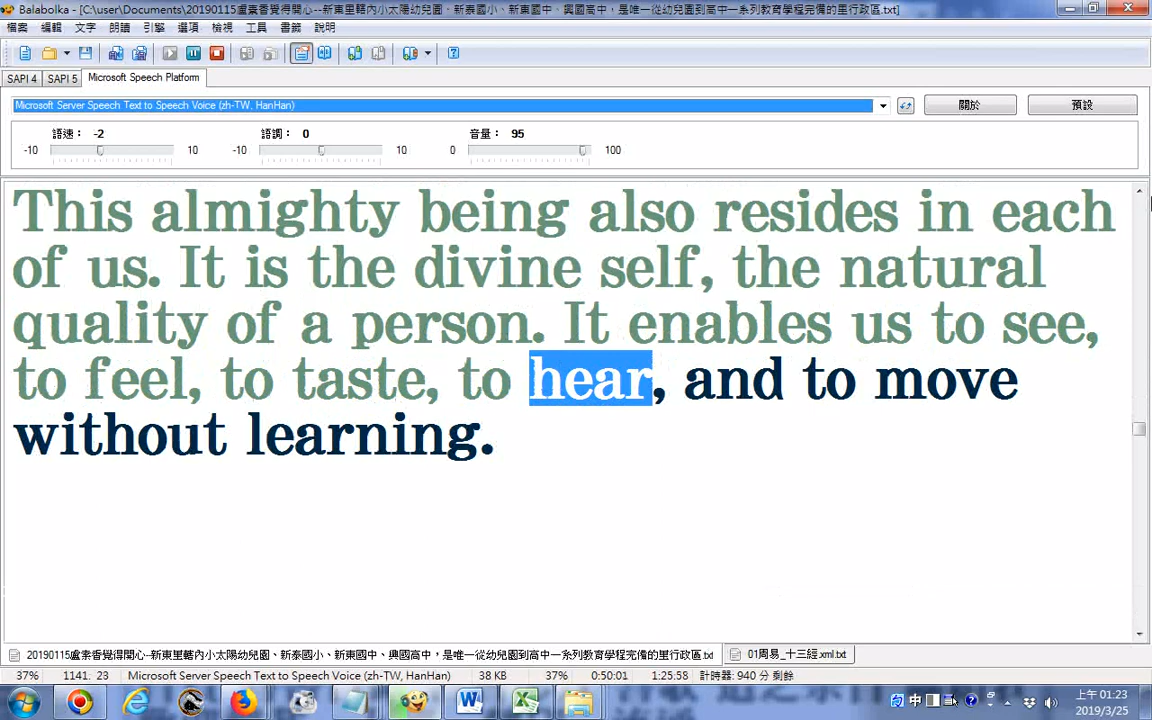 Balabolka - [C:\user\Documents\20190115盧素香覺得開心--新東里轄內小太陽幼兒園、新泰國小、新東國中、興國高中，是唯一從幼兒園到高中一系列教育學程完備的里行政區.txt]
檔案 編輯 文字 朗讀 引擎 選項 檢視 工具 書籤 說明
SAPI 4 SAPI 5 Microsoft Speech Platform
Microsoft Server Speech Text to Speech Voice (zh-TW, HanHan) 關於 預設
語速： -2 語調： 0 音量： 95
-10 10 -10 10 0 100
This almighty being also resides in each
of us. It is the divine self, the natural
quality of a person. It enables us to see,
to feel, to taste, to hear, and to move
without learning.
20190115盧素香覺得開心--新東里轄內小太陽幼兒園、新泰國小、新東國中、興國高中，是唯一從幼兒園到高中一系列教育學程完備的里行政區.txt 01周易_十三經.xml.txt
37% 1141: 23 Microsoft Server Speech Text to Speech Voice (zh-TW, HanHan) 38 KB 37% 0:50:01 1:25:58 計時器: 940 分 剩餘
中 上午 01:23
2019/3/25